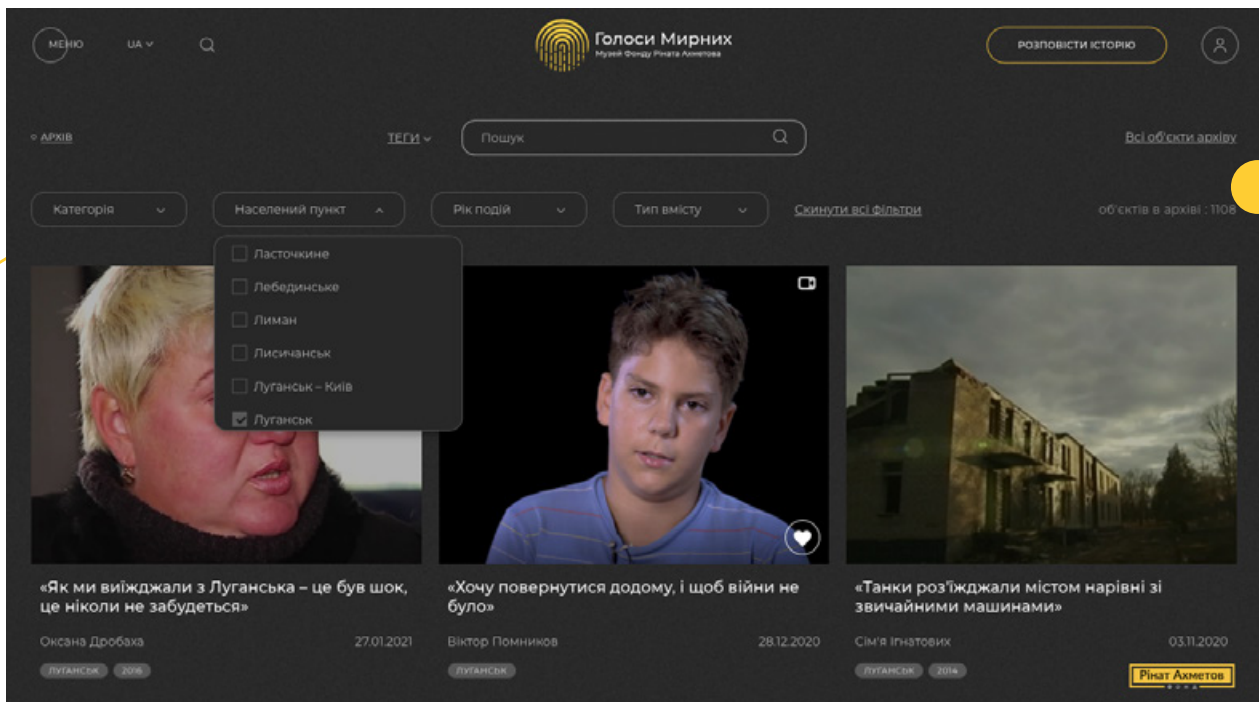 МЕНЮ
UA
Голоси Мирних
Музей Фонду Ріната Ахметова
РОЗПОВІСТИ ІСТОРІЮ
АРХІВ
ТЕГИ
Пошук
Всі об'єкти архіву
Категорія
Населений пункт
Рік подій
Тип вмісту
Скинути всі фільтри
об'єктів в архіві : 1108
Ласточкине
Лебединське
Лиман
Лисичанськ
Луганськ – Київ
Луганськ
«Як ми виїжджали з Луганська – це був шок,
це ніколи не забудеться»
Оксана Дробаха
27.01.2021
ЛУГАНСЬК
2016
«Хочу повернутися додому, і щоб війни не
було»
Віктор Помников
28.12.2020
ЛУГАНСЬК
«Танки роз’їжджали містом нарівні зі
звичайними машинами»
Сім'я Ігнатових
03.11.2020
ЛУГАНСЬК
2014
Рінат Ахметов
ФОНД